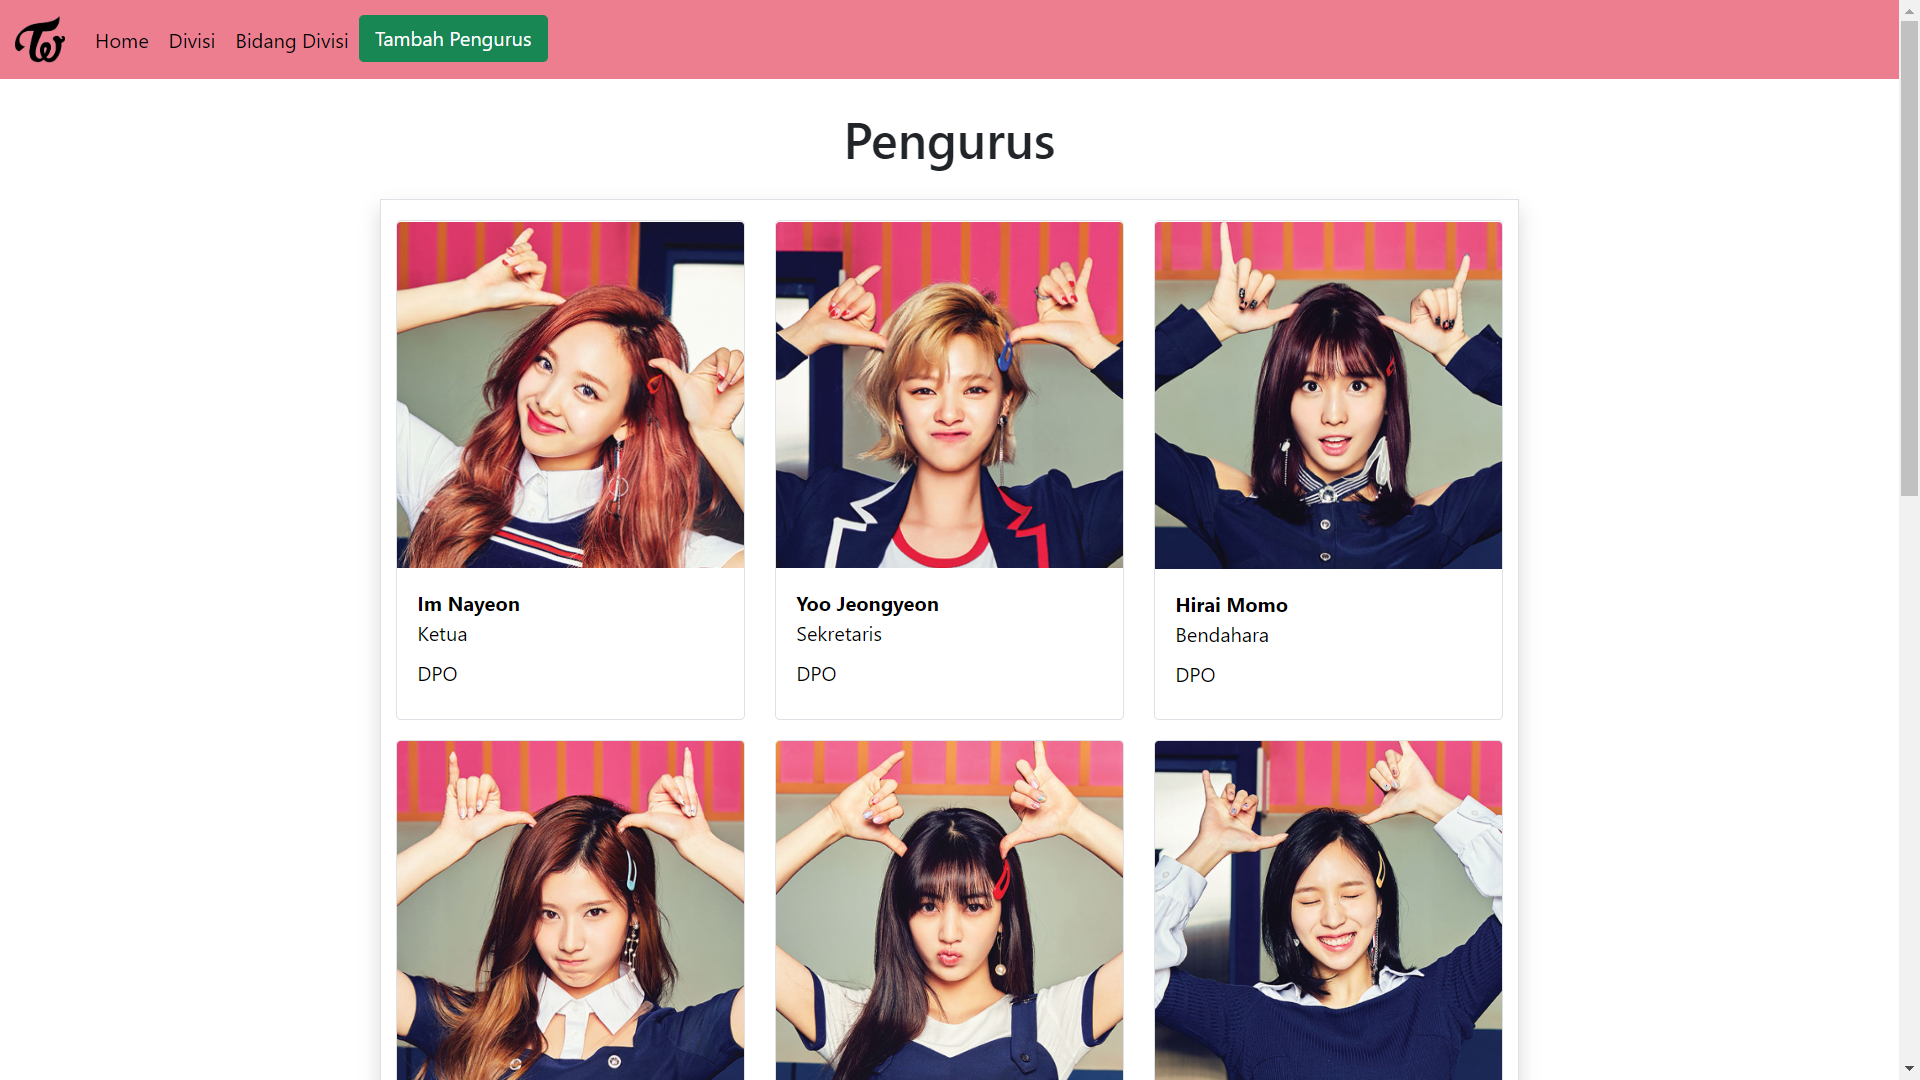 Home Divisi Bidang Divisi Tambah Pengurus
Pengurus
Im Nayeon
Ketua
DPO
Yoo Jeongyeon
Sekretaris
DPO
Hirai Momo
Bendahara
DPO